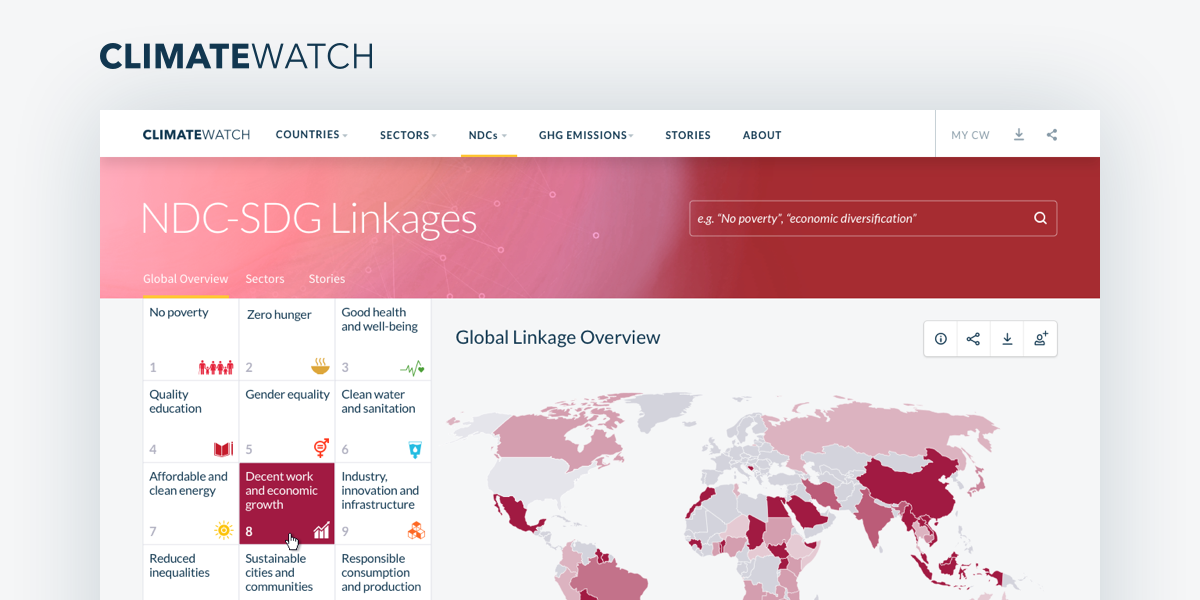 CLIMATEWATCH
CLIMATEWATCH COUNTRIES SECTORS NDCs GHG EMISSIONS STORIES ABOUT MY CW
NDC-SDG Linkages
e.g. “No poverty”, “economic diversification”
Global Overview Sectors Stories
No poverty
1
Zero hunger
2
Good health
and well-being
3
Global Linkage Overview
Quality
education
4
Gender equality
5
Clean water
and sanitation
6
Affordable and
clean energy
7
Decent work
and economic
growth
8
Industry,
innovation and
infrastructure
9
Reduced
inequalities
Sustainable
cities and
communities
Responsible
consumption
and production